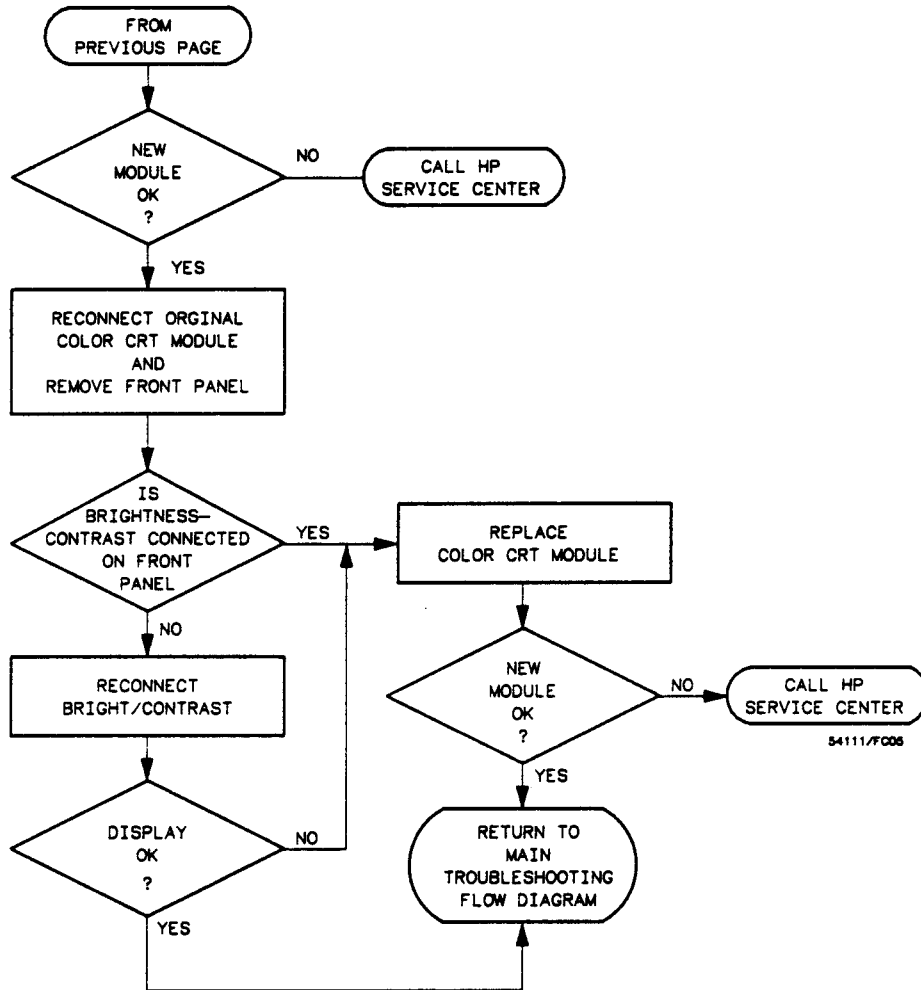 FROM
PREVIOUS PAGE
NEW
MODULE
OK
?
NO
CALL HP
SERVICE CENTER
YES
RECONNECT ORGINAL
COLOR CRT MODULE
AND
REMOVE FRONT PANEL
IS
BRIGHTNESS–
CONTRAST CONNECTED
ON FRONT
PANEL
YES
REPLACE
COLOR CRT MODULE
NO
RECONNECT
BRIGHT/CONTRAST
NEW
MODULE
OK
?
NO
CALL HP
SERVICE CENTER
54111/FC06
YES
DISPLAY
OK
?
NO
RETURN TO
MAIN
TROUBLESHOOTING
FLOW DIAGRAM
YES